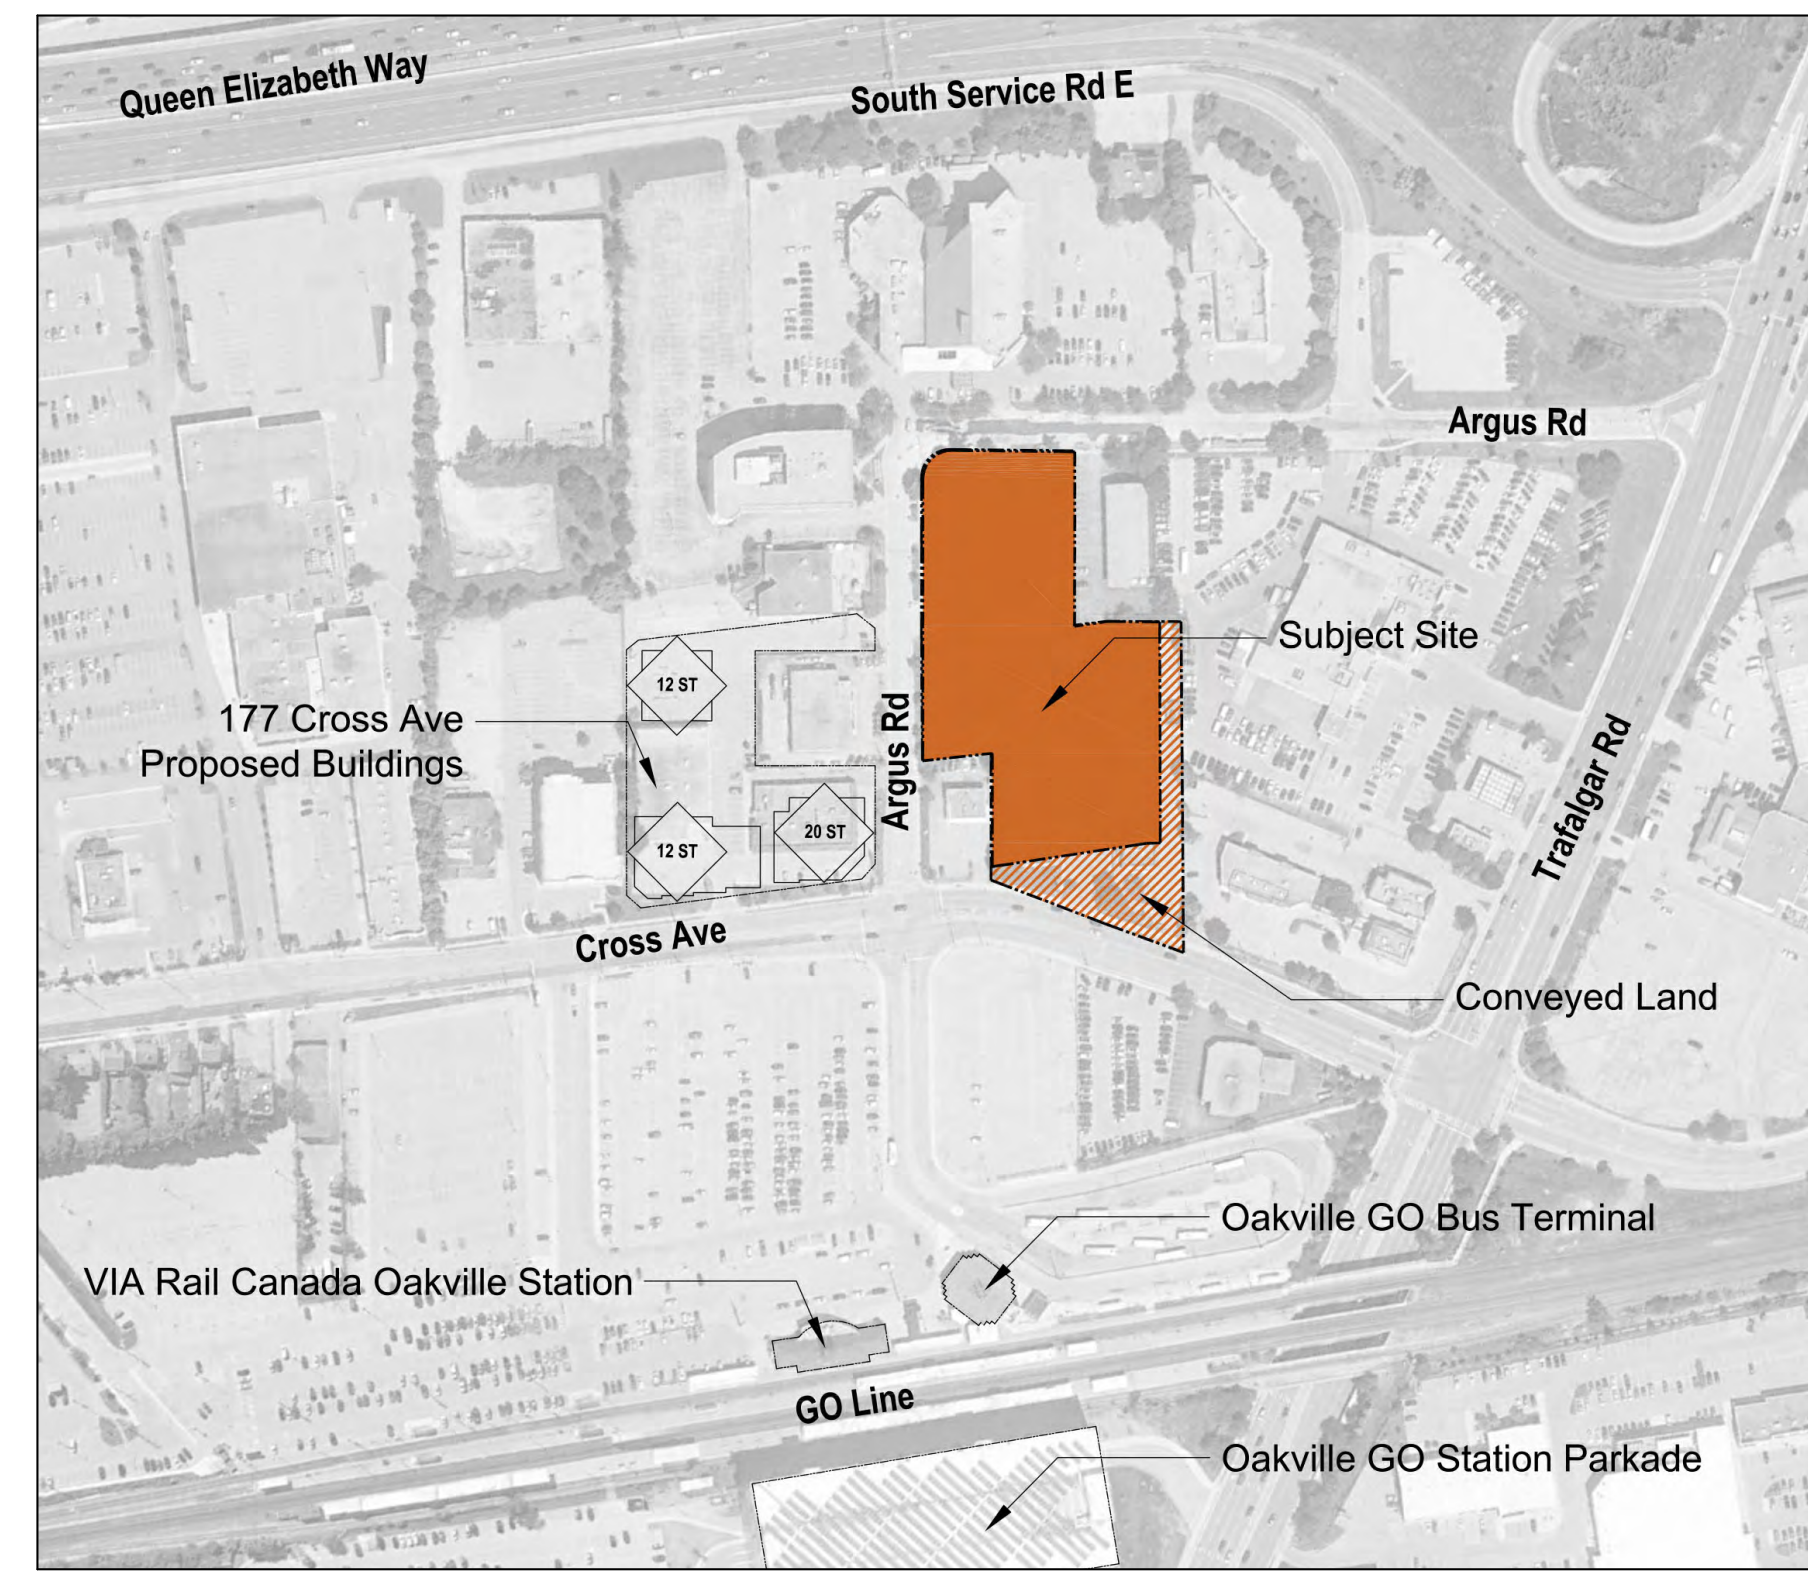 Queen Elizabeth Way
South Service Rd E
Argus Rd
Subject Site
12 ST
177 Cross Ave
Proposed Buildings
Argus Rd
Trafalgar Rd
20 ST
12 ST
Cross Ave
Conveyed Land
Oakville GO Bus Terminal
VIA Rail Canada Oakville Station
GO Line
Oakville GO Station Parkade